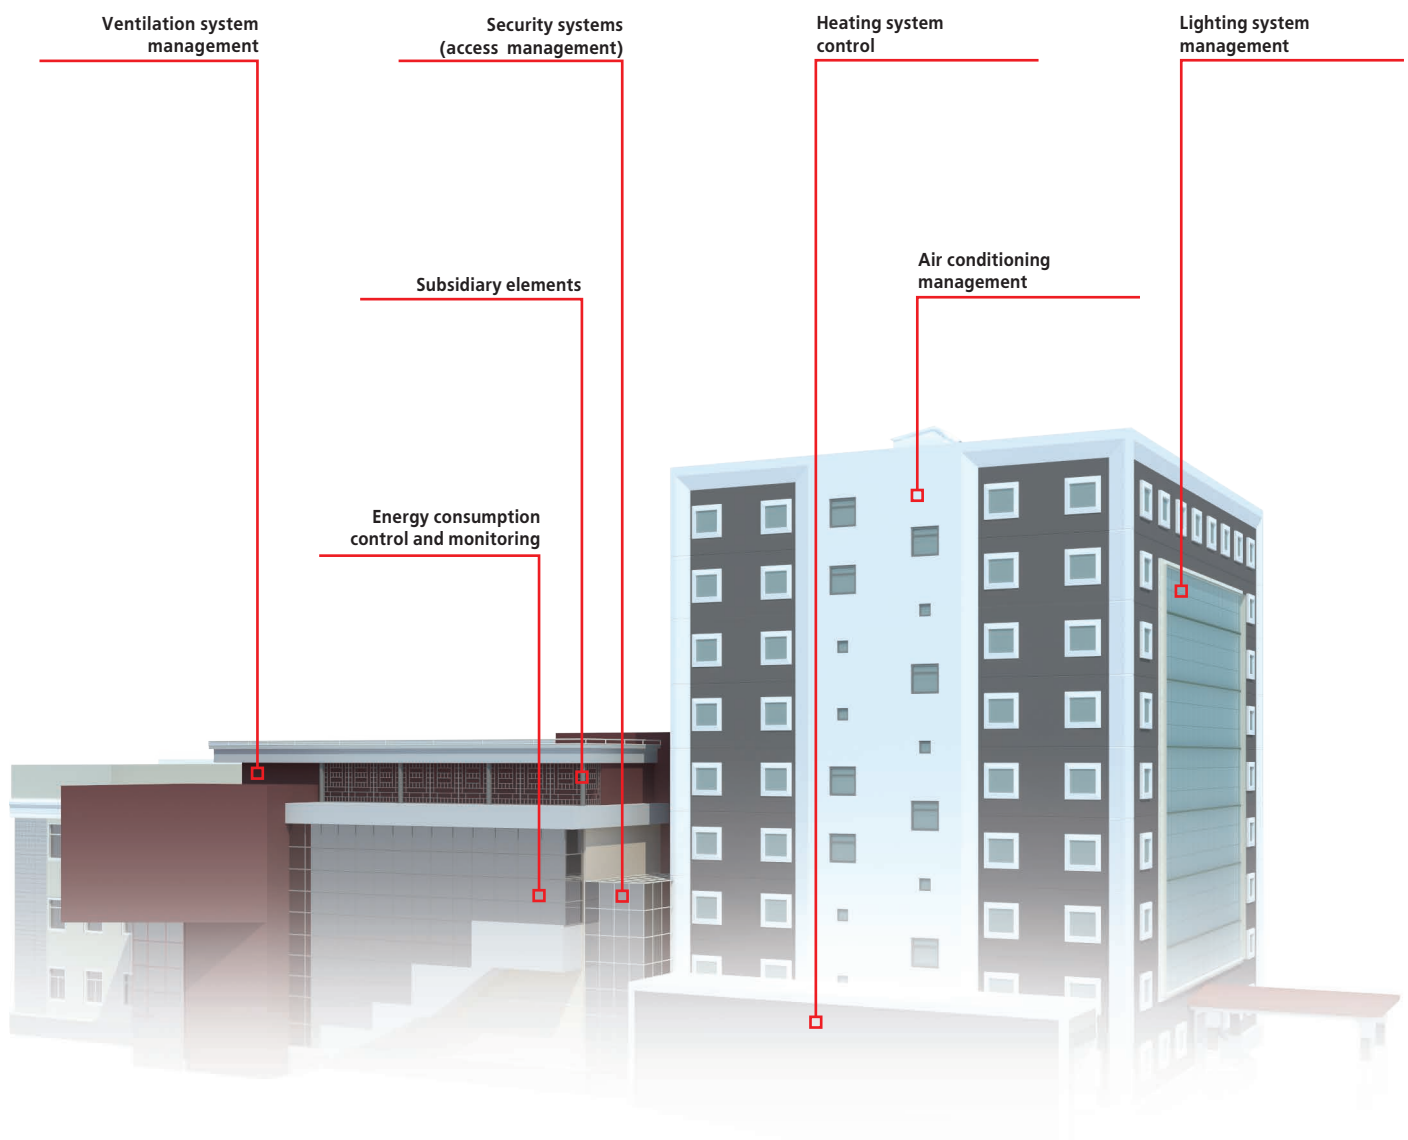 Ventilation system
management
Security systems
(access management)
Heating system
control
Lighting system
management
Subsidiary elements
Air conditioning
management
Energy consumption
control and monitoring